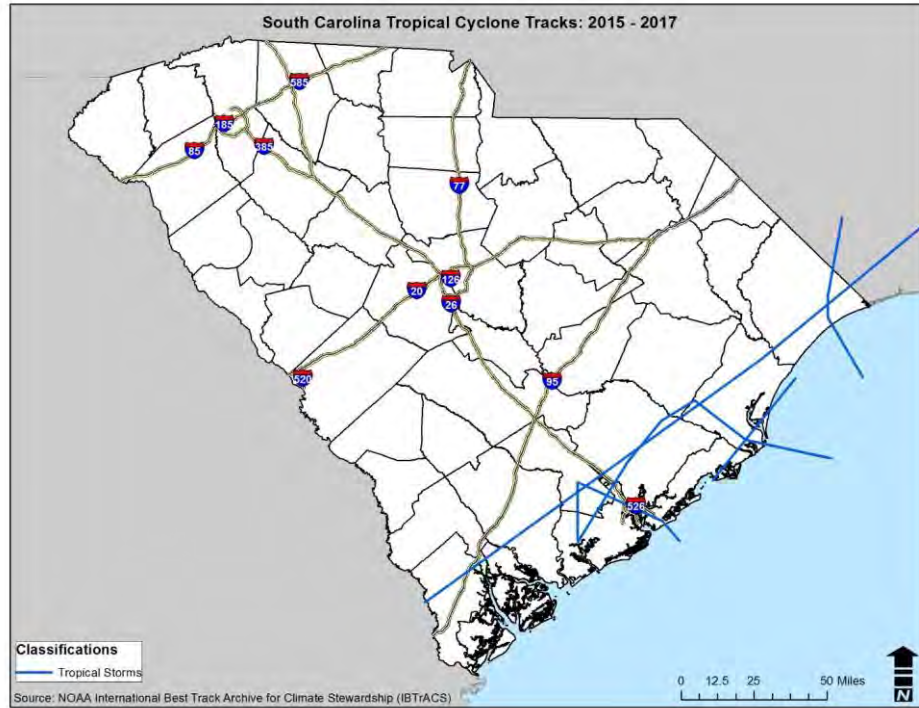 South Carolina Tropical Cyclone Tracks: 2015 - 2017
585
185
85
385
77
126
20
26
520
95
526
Classifications
Tropical Storms
Source: NOAA International Best Track Archive for Climate Stewardship (IBTrACS)
0 12.5 25 50 Miles
N